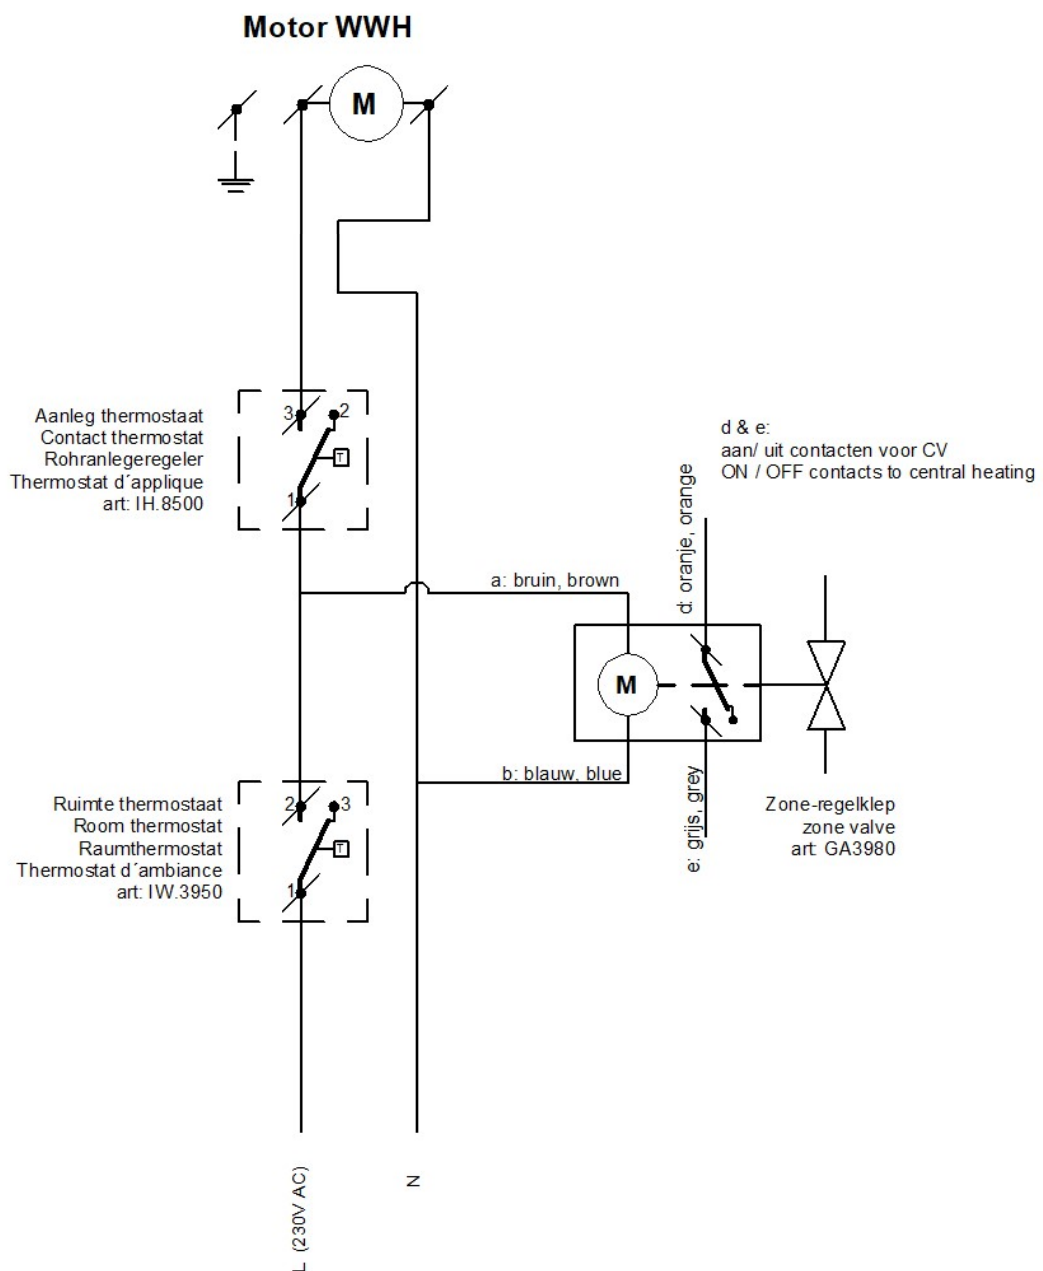 Motor WWH
M
3
2
Aanleg thermostaat
Contact thermostat
Rohranlegeregeler
Thermostat d´applique
art: IH.8500
T
1
d & e:
aan/ uit contacten voor CV
ON / OFF contacts to central heating
d: oranje, orange
a: bruin, brown
M
b: blauw, blue
e: grijs, grey
Zone-regelklep
zone valve
art: GA3980
2
3
Ruimte thermostaat
Room thermostat
Raumthermostat
Thermostat d´ambiance
art: IW.3950
T
1
L (230V AC)
N